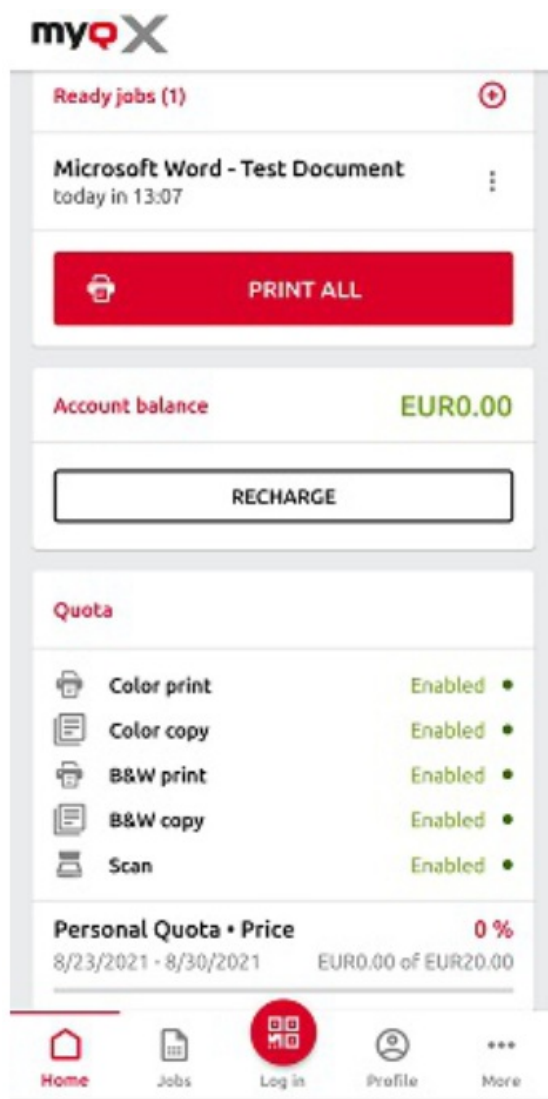 myQ X
Ready jobs (1)
Microsoft Word - Test Document
today in 13:07
PRINT ALL
Account balance EUR0.00
RECHARGE
Quota
Color print Enabled
Color copy Enabled
B&W print Enabled
B&W copy Enabled
Scan Enabled
Personal Quota • Price 0 %
8/23/2021 - 8/30/2021 EUR0.00 of EUR20.00
Home Jobs Log in Profile More